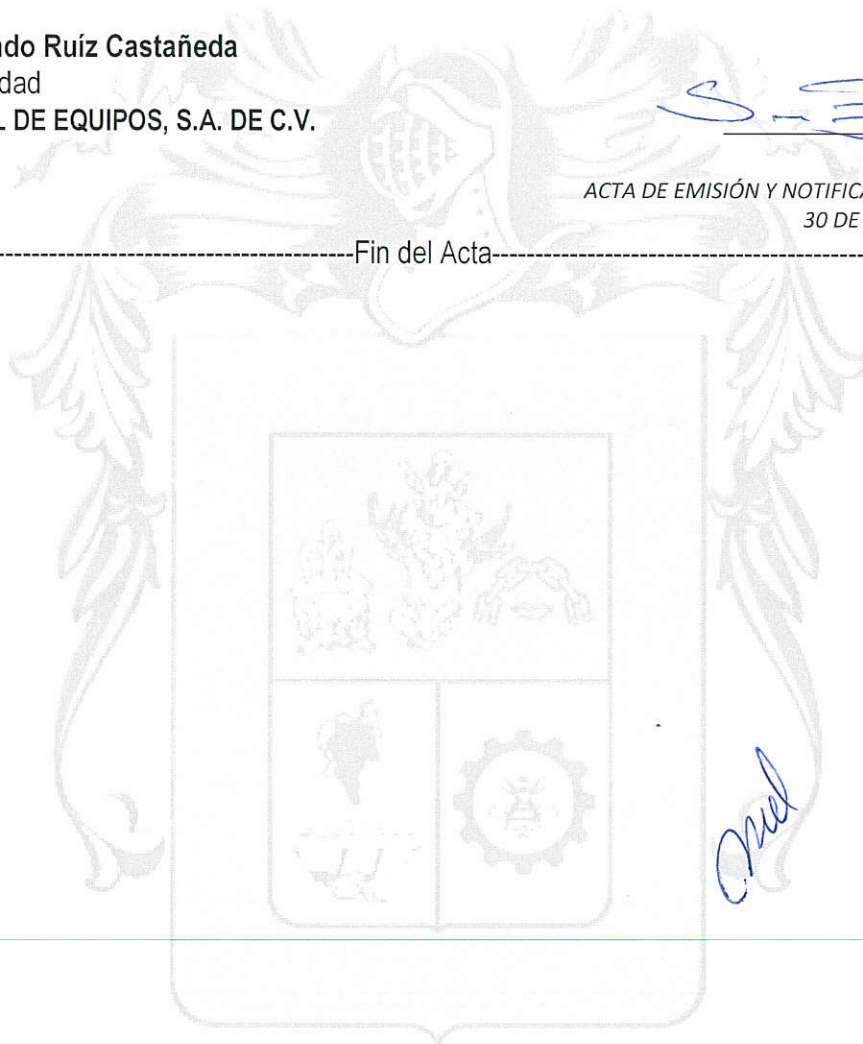 ndo Ruíz Castañeda
dad
L DE EQUIPOS, S.A. DE C.V.
ACTA DE EMISIÓN Y NOTIFICA
30 DE
-Fin del Acta-